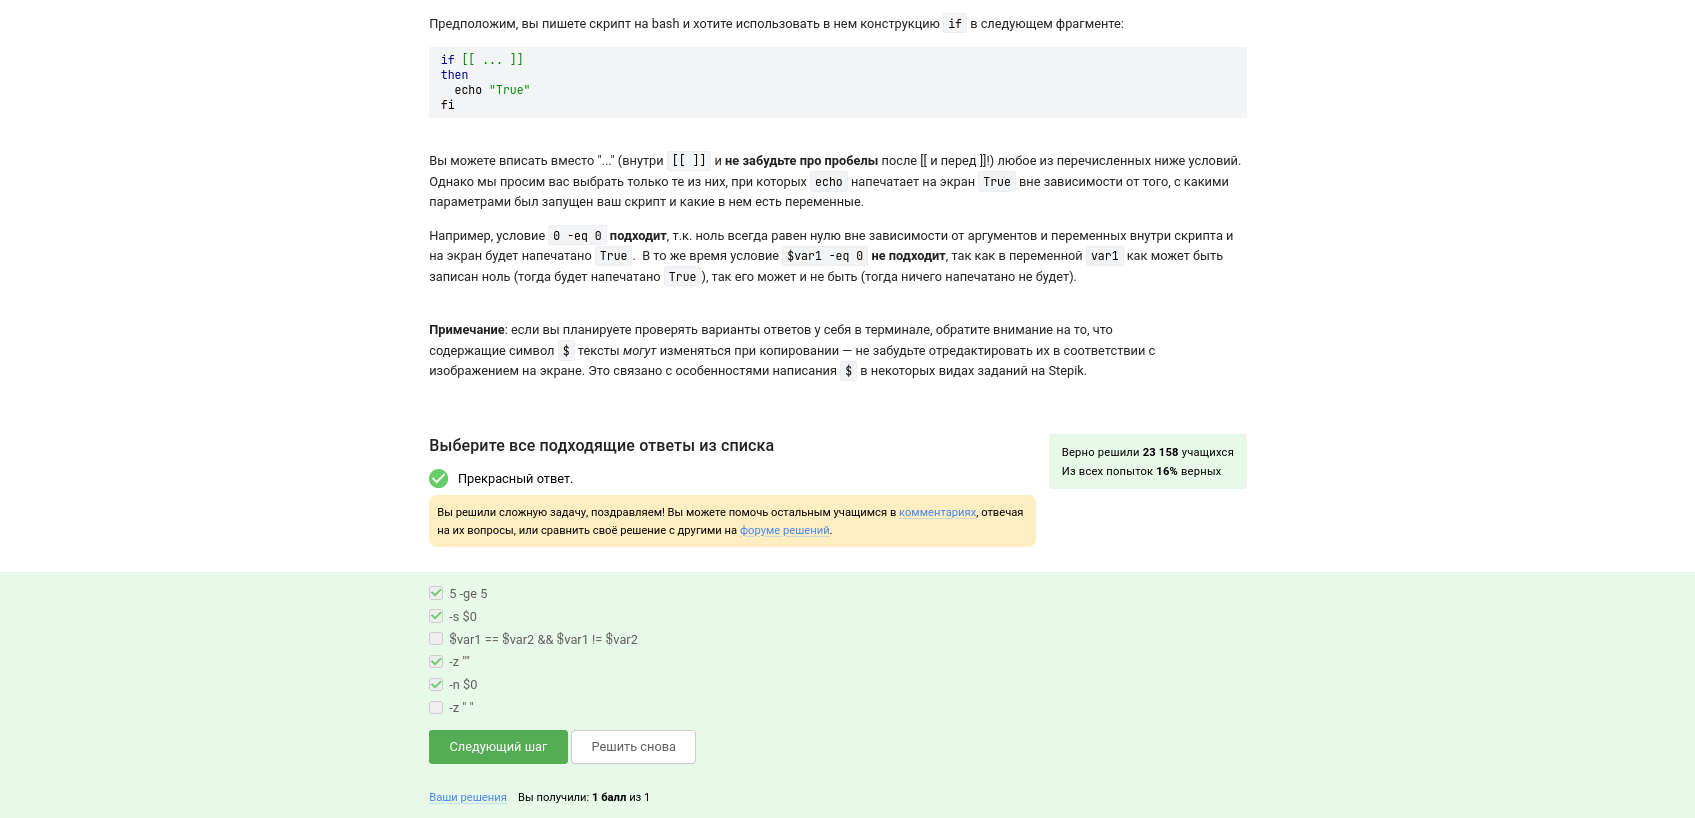 Предположим, вы пишете скрипт на bash и хотите использовать в нем конструкцию if в следующем фрагменте:
if [[ ... ]]
then
  echo "True"
fi
Вы можете вписать вместо "..." (внутри [[ ]] и не забудьте про пробелы после [[ и перед ]]!) любое из перечисленных ниже условий.
Однако мы просим вас выбрать только те из них, при которых echo напечатает на экран True вне зависимости от того, с какими
параметрами был запущен ваш скрипт и какие в нем есть переменные.
Например, условие 0 -eq 0 подходит, т.к. ноль всегда равен нулю вне зависимости от аргументов и переменных внутри скрипта и
на экран будет напечатано True. В то же время условие $var1 -eq 0 не подходит, так как в переменной var1 как может быть
записан ноль (тогда будет напечатано True), так его может и не быть (тогда ничего напечатано не будет).
Примечание: если вы планируете проверять варианты ответов у себя в терминале, обратите внимание на то, что
содержащие символ $ тексты могут изменяться при копировании — не забудьте отредактировать их в соответствии с
изображением на экране. Это связано с особенностями написания $ в некоторых видах заданий на Stepik.
Выберите все подходящие ответы из списка
Верно решили 23 158 учащихся
Из всех попыток 16% верных
Прекрасный ответ.
Вы решили сложную задачу, поздравляем! Вы можете помочь остальным учащимся в комментариях, отвечая
на их вопросы, или сравнить своё решение с другими на форуме решений.
5 -ge 5
-s $0
$var1 == $var2 && $var1 != $var2
-z ""
-n $0
-z " "
Следующий шаг
Решить снова
Ваши решения Вы получили: 1 балл из 1